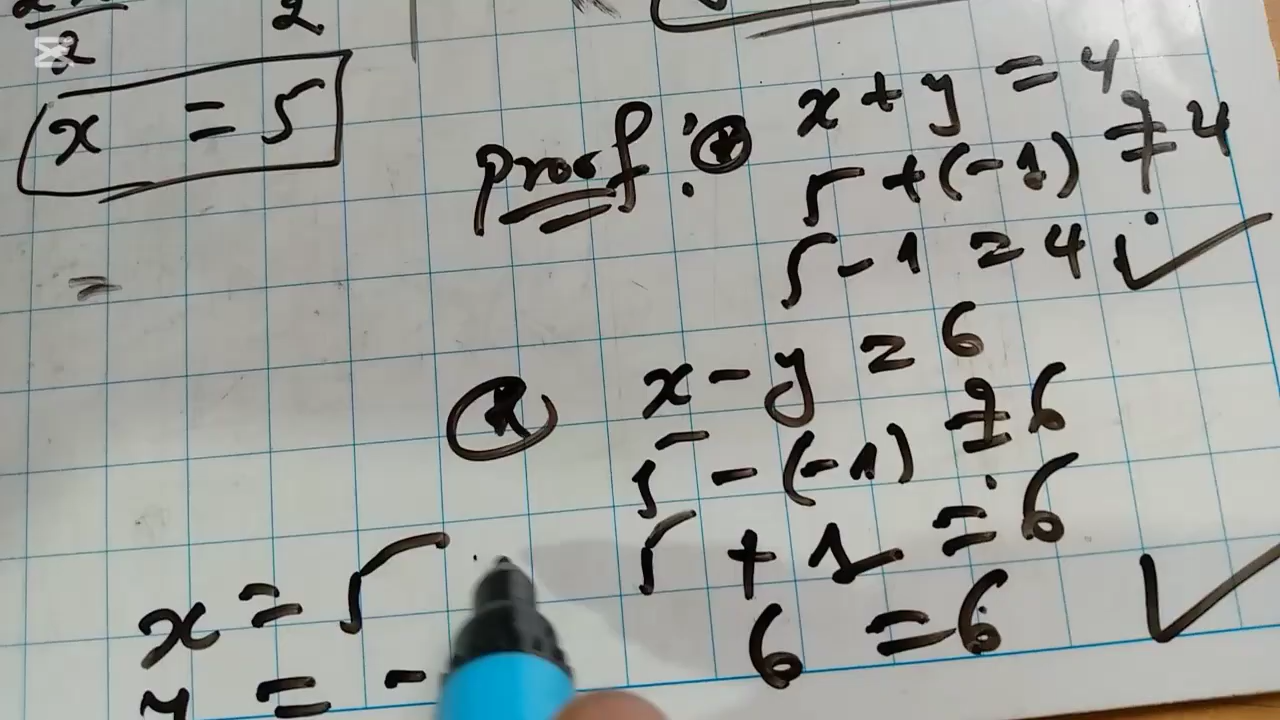 2
2
x = 5
=
proof :
x + y = 4
5 + (-1) ≟ 4
5 - 1 = 4 ✓
x - y = 6
5 - (-1) ≟ 6
5 + 1 = 6
6 = 6 ✓
x = 5
y = -